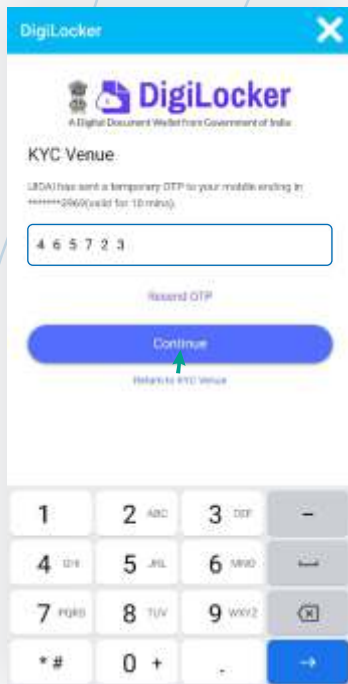 DigiLocker
DigiLocker
A Digital Document Wallet from Government of India
KYC Venue
UIDAI has sent a temporary OTP to your mobile ending in
*******2969(valid for 10 mins).
4 6 5 7 2 3
Resend OTP
Continue
Return to KYC Venue
1 2 ABC 3 DEF -
4 GHI 5 JKL 6 MNO
7 PQRS 8 TUV 9 WXYZ
* # 0 + .